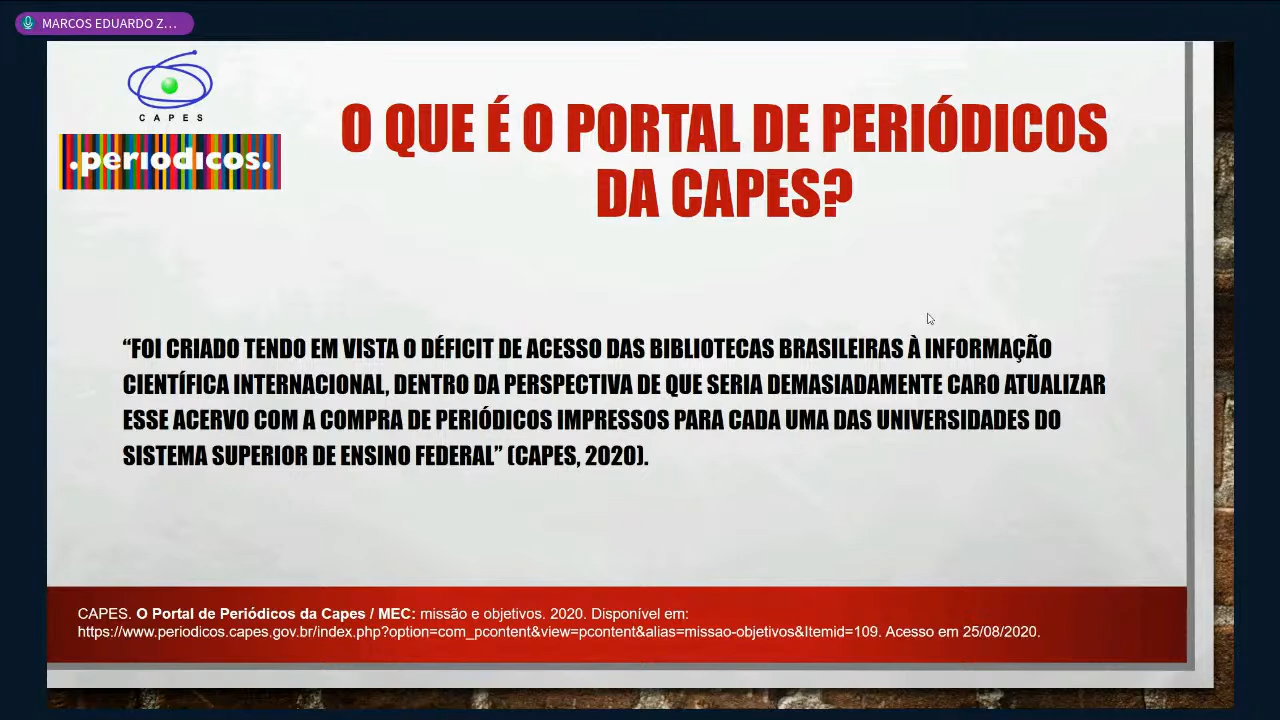 MARCOS EDUARDO Z...
CAPES
.periodicos.
O QUE É O PORTAL DE PERIÓDICOS
DA CAPES?
“FOI CRIADO TENDO EM VISTA O DÉFICIT DE ACESSO DAS BIBLIOTECAS BRASILEIRAS À INFORMAÇÃO
CIENTÍFICA INTERNACIONAL, DENTRO DA PERSPECTIVA DE QUE SERIA DEMASIADAMENTE CARO ATUALIZAR
ESSE ACERVO COM A COMPRA DE PERIÓDICOS IMPRESSOS PARA CADA UMA DAS UNIVERSIDADES DO
SISTEMA SUPERIOR DE ENSINO FEDERAL” (CAPES, 2020).
CAPES. O Portal de Periódicos da Capes / MEC: missão e objetivos. 2020. Disponível em:
https://www.periodicos.capes.gov.br/index.php?option=com_pcontent&view=pcontent&alias=missao-objetivos&Itemid=109. Acesso em 25/08/2020.